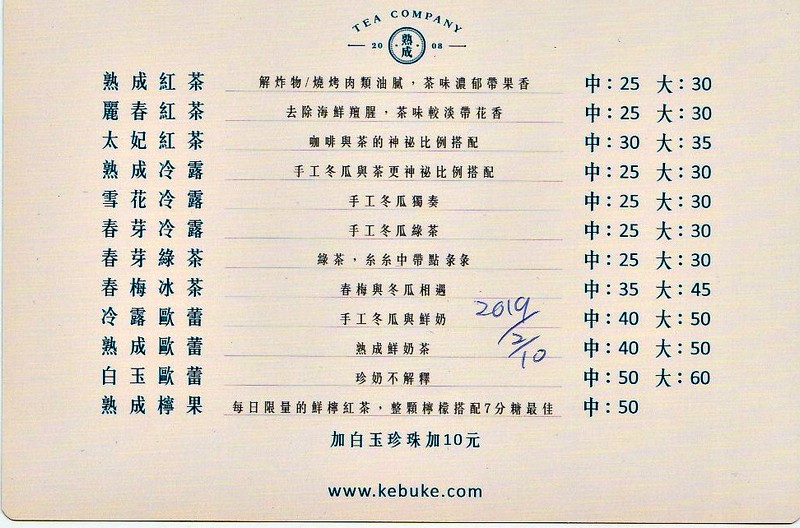 TEA COMPANY
20 熟成 08
熟成紅茶 解炸物/燒烤肉類油膩，茶味濃郁帶果香 中：25 大：30
麗春紅茶 去除海鮮羶腥，茶味較淡帶花香 中：25 大：30
太妃紅茶 咖啡與茶的神祕比例搭配 中：30 大：35
熟成冷露 手工冬瓜與茶更神祕比例搭配 中：25 大：30
雪花冷露 手工冬瓜獨奏 中：25 大：30
春芽冷露 手工冬瓜綠茶 中：25 大：30
春芽綠茶 綠茶，糸糸中帶點彖彖 中：25 大：30
春梅冰茶 春梅與冬瓜相遇 中：35 大：45
冷露歐蕾 手工冬瓜與鮮奶 中：40 大：50
熟成歐蕾 熟成鮮奶茶 中：40 大：50
白玉歐蕾 珍奶不解釋 中：50 大：60
熟成檸果 每日限量的鮮檸紅茶，整顆檸檬搭配7分糖最佳 中：50
2019/2/10
加白玉珍珠加10元
www.kebuke.com